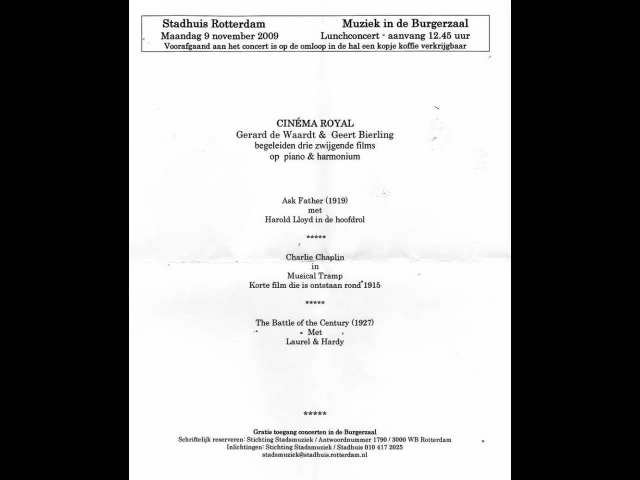 Stadhuis Rotterdam Muziek in de Burgerzaal
Maandag 9 november 2009 Lunchconcert - aanvang 12.45 uur
Voorafgaand aan het concert is op de omloop in de hal een kopje koffie verkrijgbaar
CINÉMA ROYAL
Gerard de Waardt & Geert Bierling
begeleiden drie zwijgende films
op piano & harmonium
Ask Father (1919)
met
Harold Lloyd in de hoofdrol
*****
Charlie Chaplin
in
Musical Tramp
Korte film die is ontstaan rond 1915
*****
The Battle of the Century (1927)
Met
Laurel & Hardy
*****
Gratis toegang concerten in de Burgerzaal
Schriftelijk reserveren: Stichting Stadsmuziek / Antwoordnummer 1790 / 3000 WB Rotterdam
Inlichtingen: Stichting Stadsmuziek / Stadhuis 010 417 2025
stadsmuziek@stadhuis.rotterdam.nl